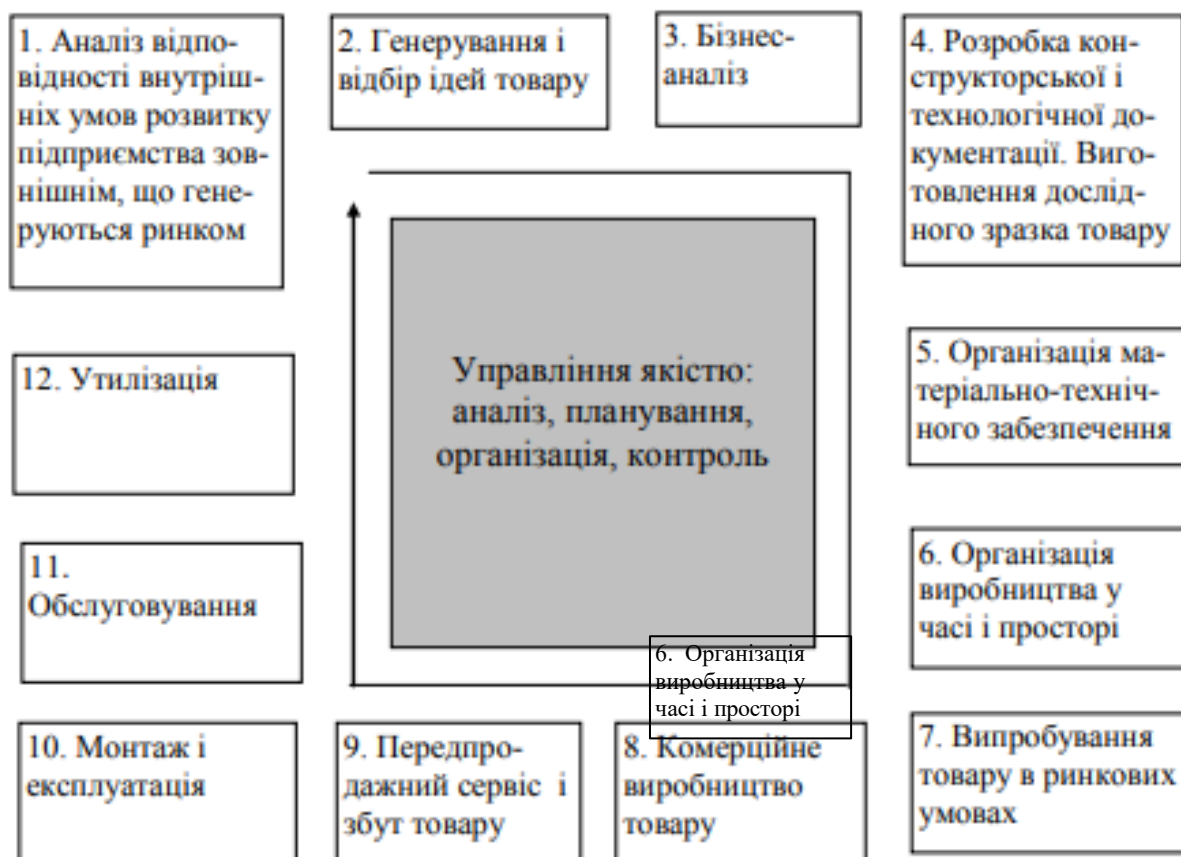 1. Аналіз відпо-
відності внутріш-
ніх умов розвитку
підприємства зов-
нішнім, що гене-
руються ринком
2. Генерування і
відбір ідей товару
3. Бізнес-
аналіз
4. Розробка кон-
структорської і
технологічної до-
кументації. Виго-
товлення дослід-
ного зразка товару
12. Утилізація
Управління якістю:
аналіз, планування,
організація, контроль
5. Організація ма-
теріально-техніч-
ного забезпечення
11.
Обслуговування
6. Організація
виробництва у
часі і просторі
6. Організація
виробництва у
часі і просторі
10. Монтаж і
експлуатація
9. Передпро-
дажний сервіс і
збут товару
8. Комерційне
виробництво
товару
7. Випробування
товару в ринкових
умовах